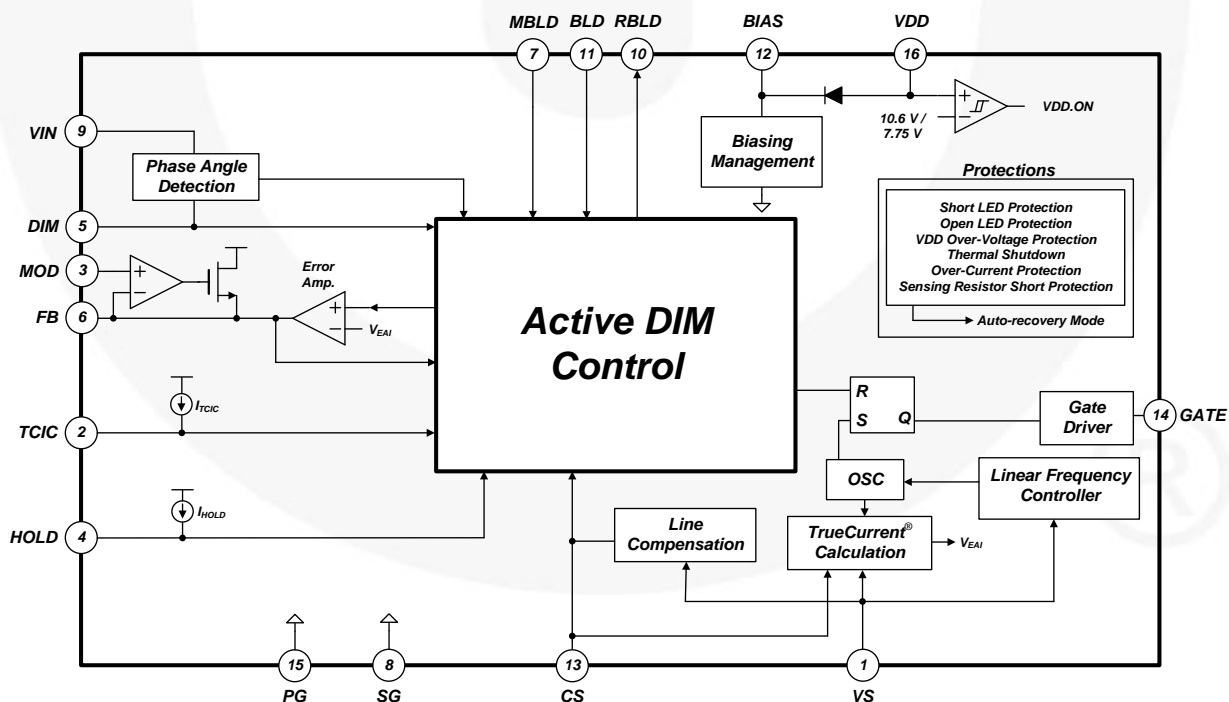 MBLD BLD RBLD BIAS VDD
7 11 10 12 16
VIN 9
Phase Angle
Detection
DIM 5
MOD 3
FB 6
Error
Amp.
+
-
+
-
VEAI
TCIC 2
ITCIC
HOLD 4
IHOLD
Active DIM
Control
Biasing
Management
10.6 V /
7.75 V
+
-
VDD.ON
Protections
Short LED Protection
Open LED Protection
VDD Over-Voltage Protection
Thermal Shutdown
Over-Current Protection
Sensing Resistor Short Protection
Auto-recovery Mode
R
S Q
Gate
Driver
14 GATE
OSC
Linear Frequency
Controller
Line
Compensation
TrueCurrent®
Calculation
VEAI
15 8 13 1
PG SG CS VS
®